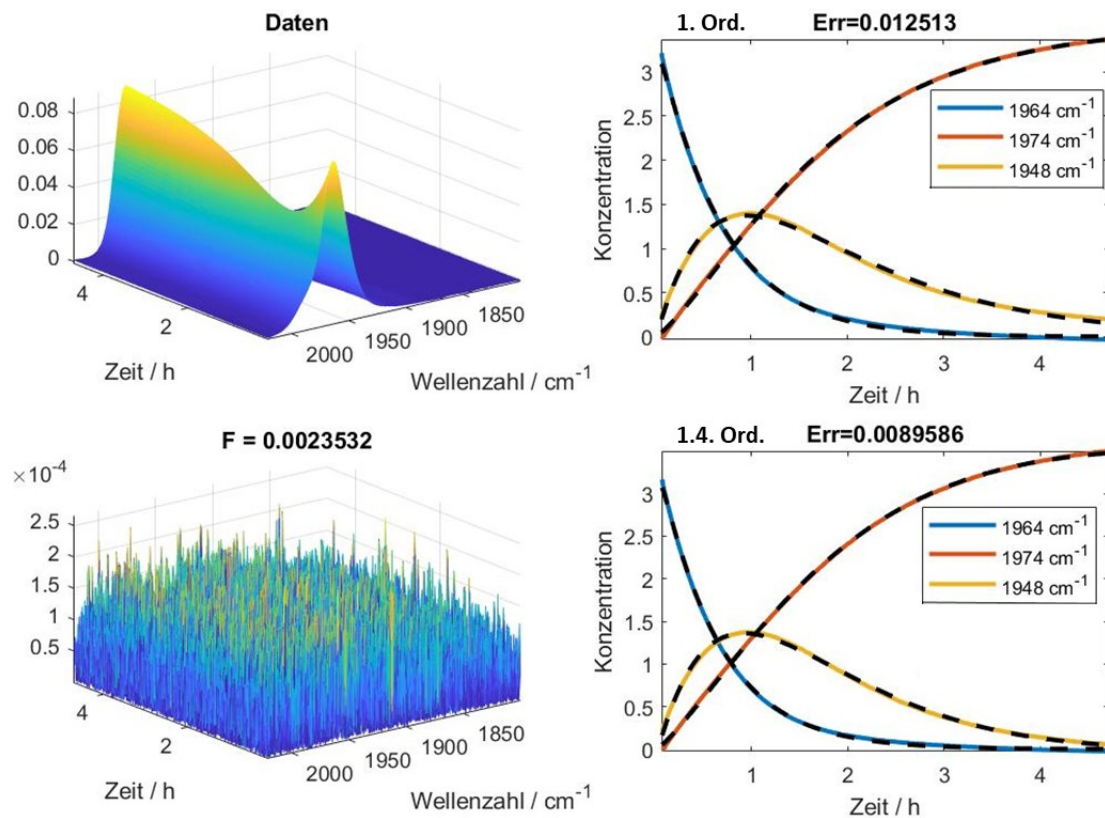 Daten
0.08
0.06
0.04
0.02
0
4
2
2000
1950
1900
1850
Zeit / h
Wellenzahl / cm⁻¹
1. Ord.
Err=0.012513
3
2.5
2
1.5
1
0.5
0
Konzentration
1964 cm⁻¹
1974 cm⁻¹
1948 cm⁻¹
1
2
3
4
Zeit / h
F = 0.0023532
×10⁻⁴
2.5
2
1.5
1
0.5
4
2
2000
1950
1900
1850
Zeit / h
Wellenzahl / cm⁻¹
1.4. Ord.
Err=0.0089586
3
2.5
2
1.5
1
0.5
0
Konzentration
1964 cm⁻¹
1974 cm⁻¹
1948 cm⁻¹
1
2
3
4
Zeit / h